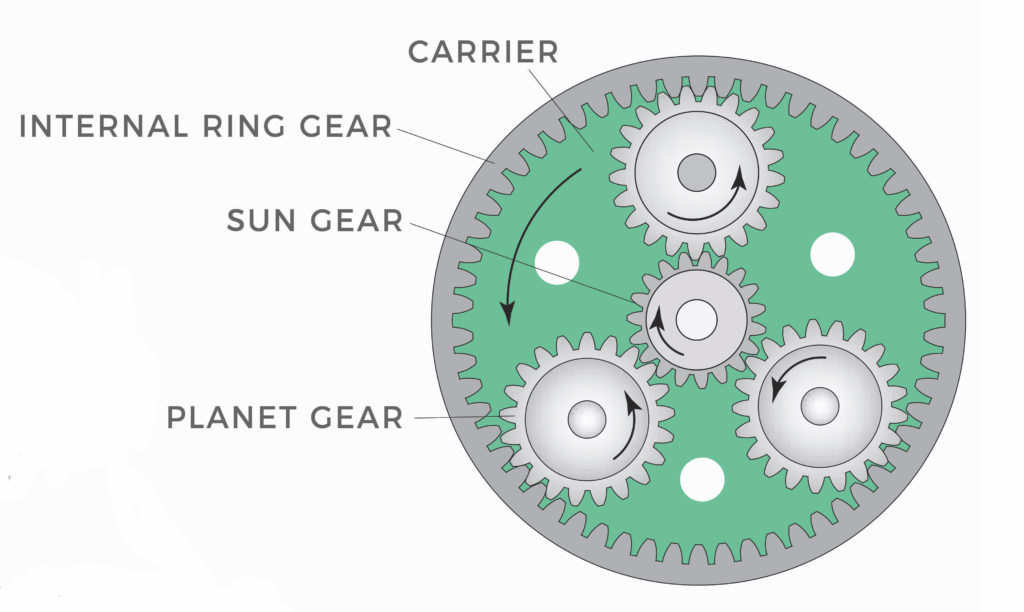 CARRIER
INTERNAL RING GEAR
SUN GEAR
PLANET GEAR